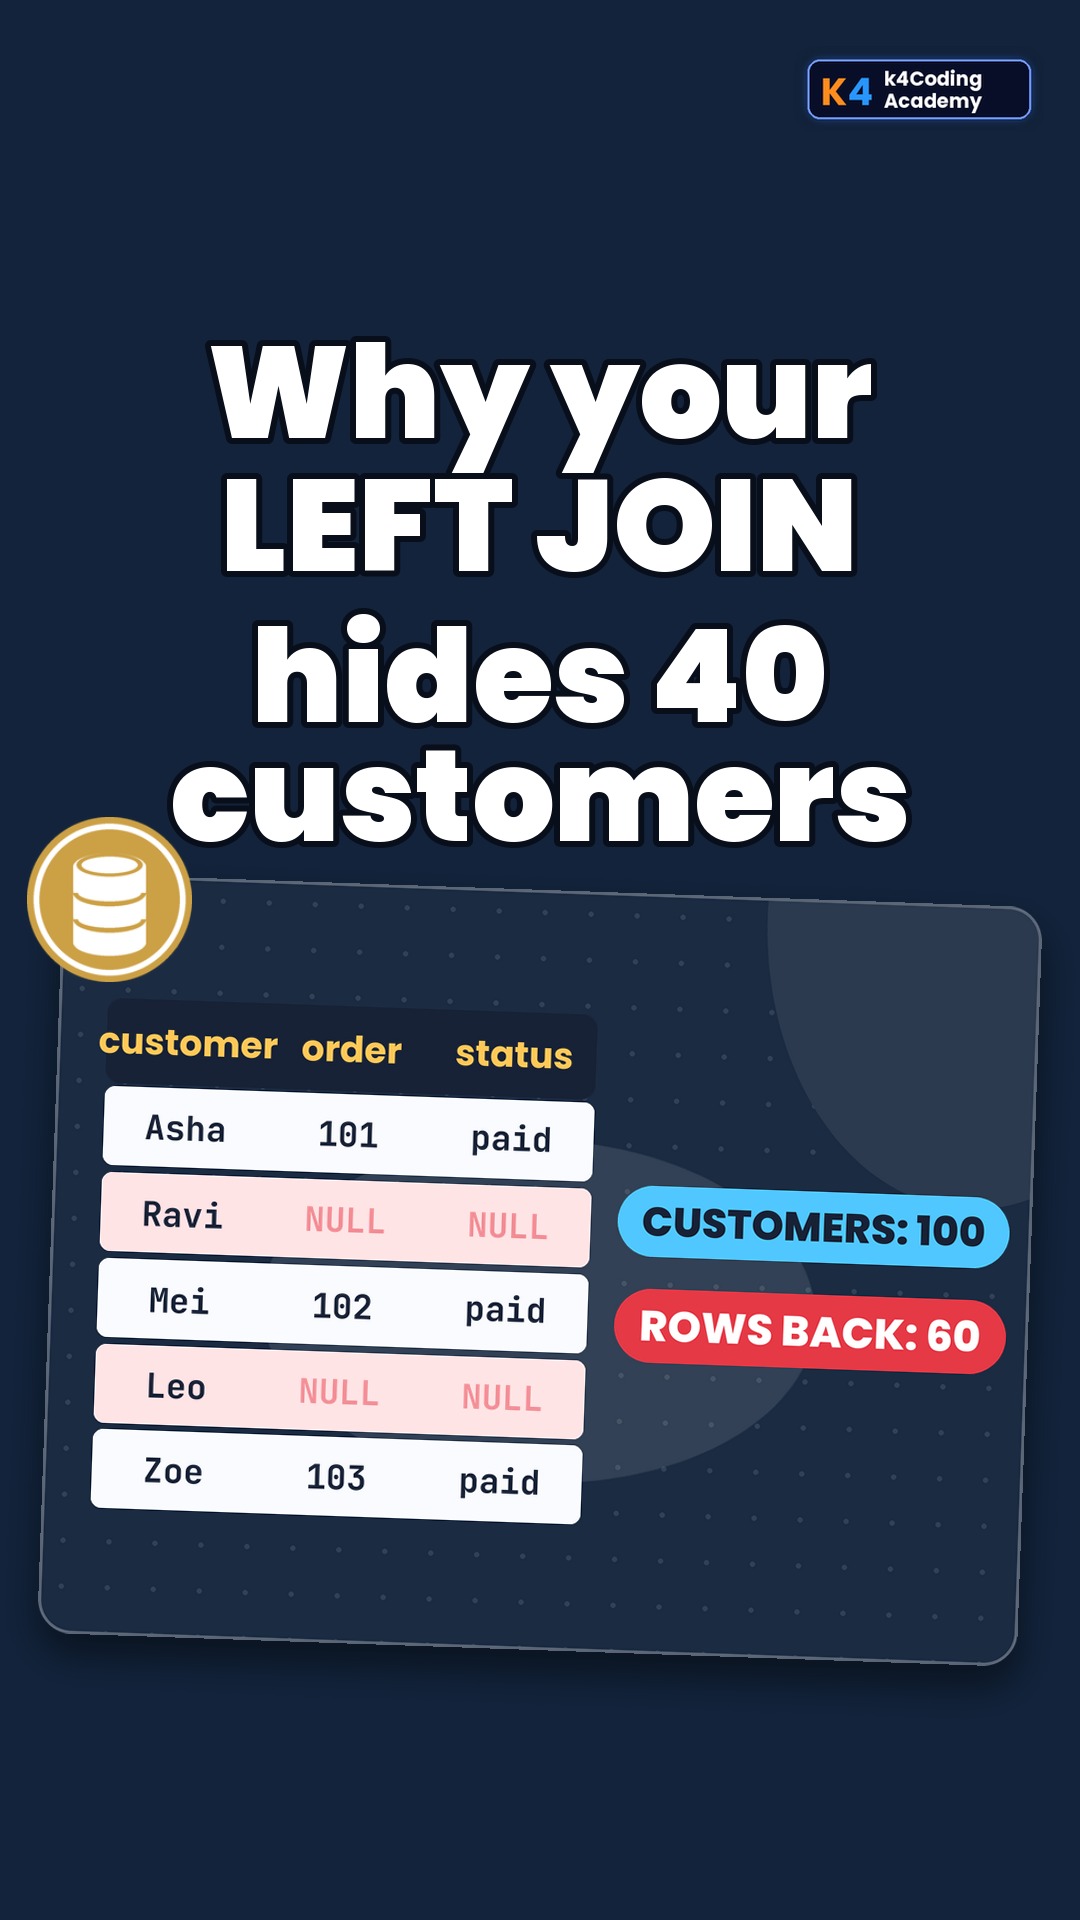 K4 k4Coding
Academy
Why your
LEFT JOIN
hides 40
customers
customer order status
Asha 101 paid
Ravi NULL NULL
Mei 102 paid
Leo NULL NULL
Zoe 103 paid
CUSTOMERS: 100
ROWS BACK: 60